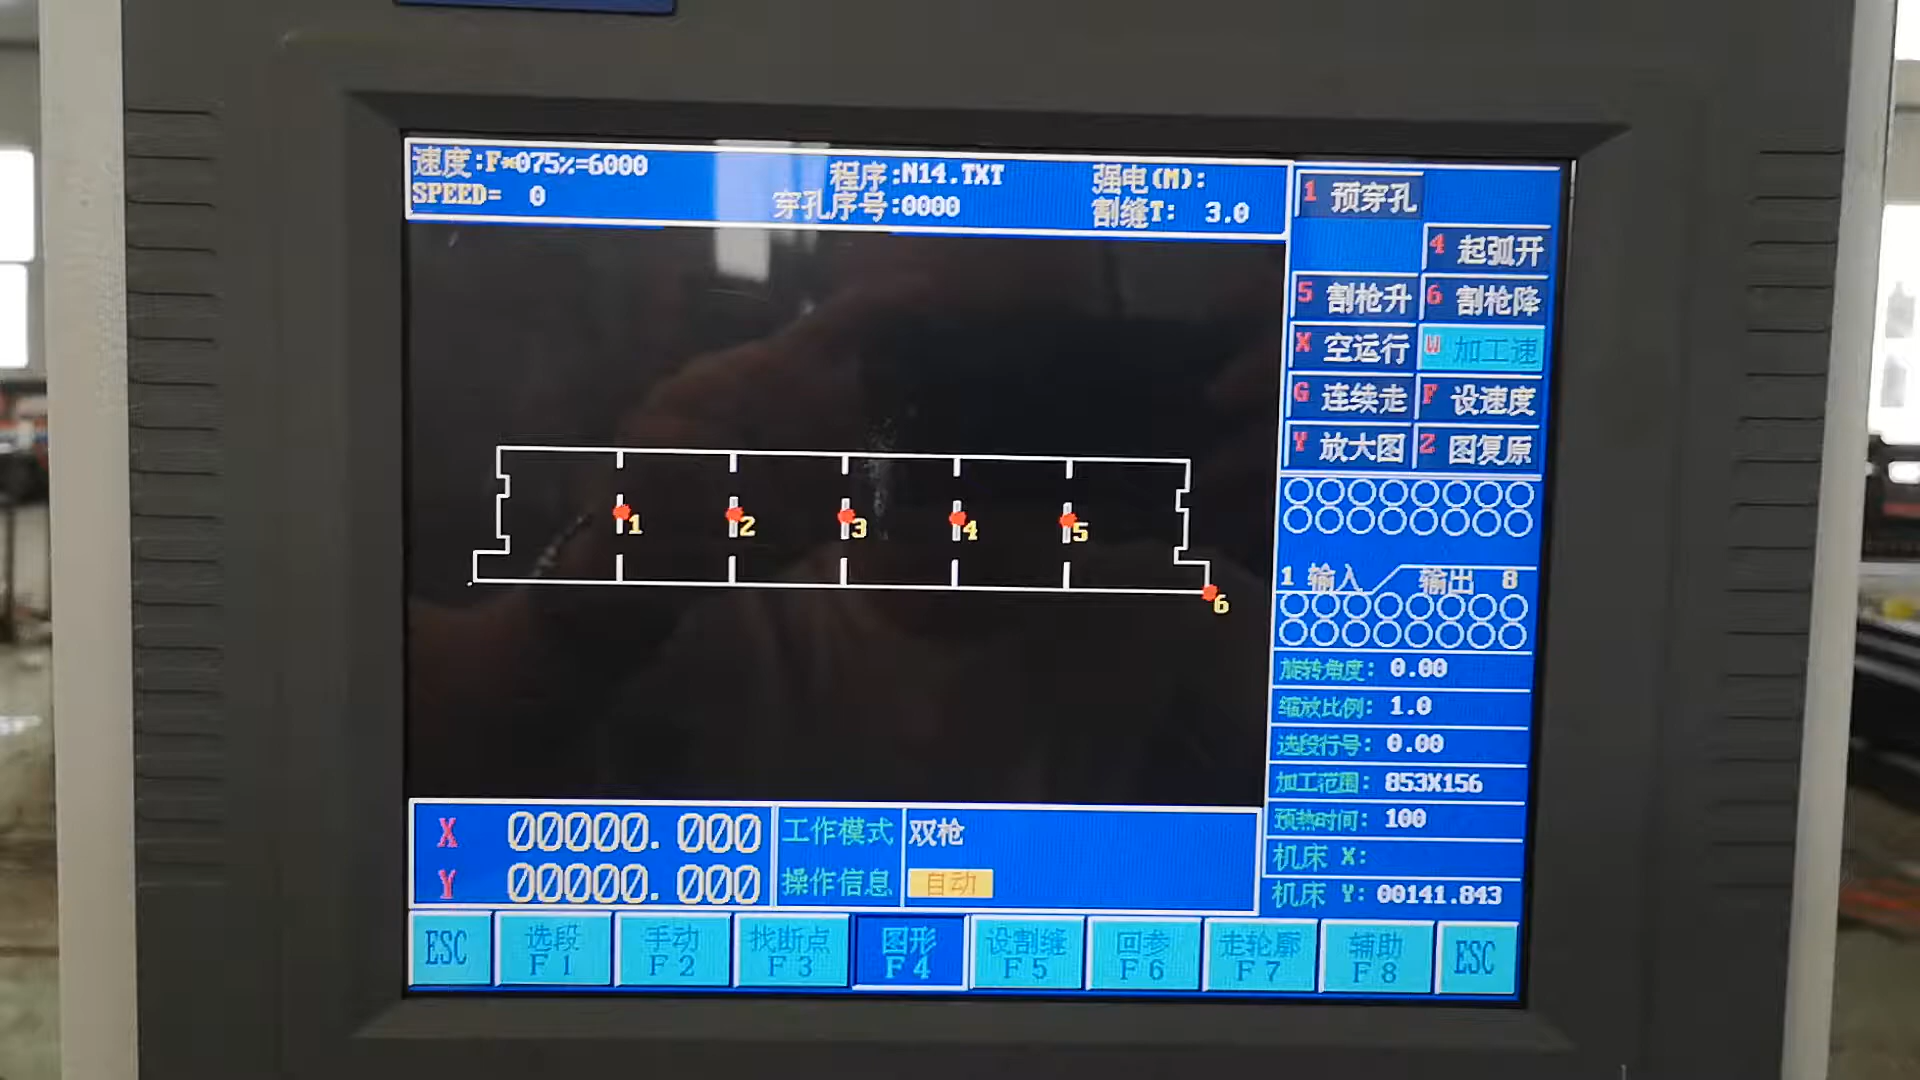 速度:F*075%=6000
程序:N14.TXT
强电(M):
SPEED= 0
穿孔序号:0000
割缝T: 3.0
1 预穿孔
4 起弧开
5 割枪升
6 割枪降
X 空运行
W 加工速
G 连续走
F 设速度
Y 放大图
Z 图复原
1
2
3
4
5
6
1 输入
输出 8
旋转角度: 0.00
缩放比例: 1.0
选段行号: 0.00
加工范围: 853X156
预热时间: 100
机床 X:
机床 Y: 00141.843
X 00000.000
工作模式
双枪
Y 00000.000
操作信息
自动
ESC
选段
F1
手动
F2
找断点
F3
图形
F4
设割缝
F5
回参
F6
走轮廓
F7
辅助
F8
ESC